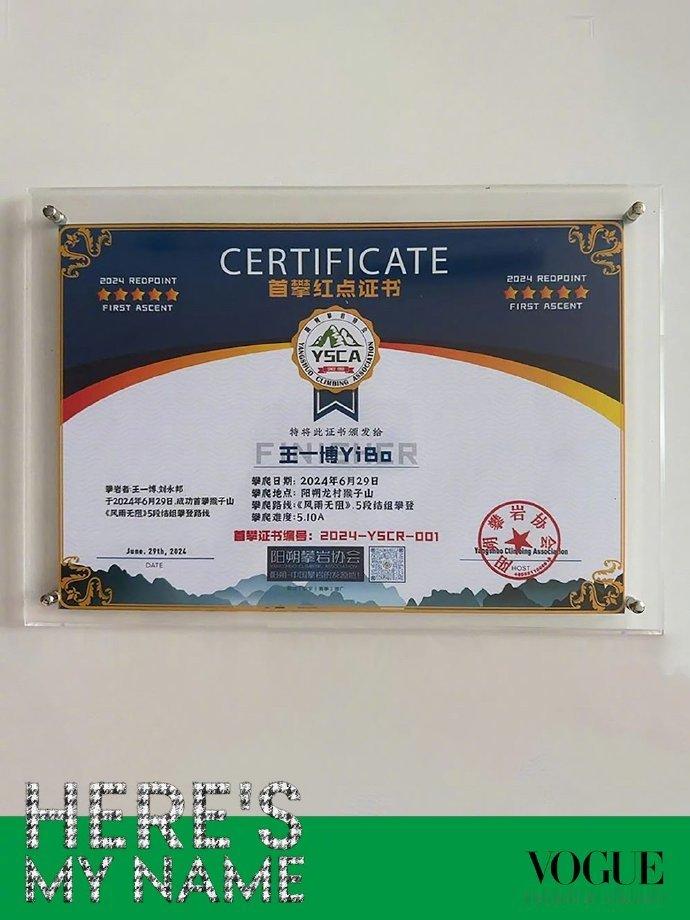 CERTIFICATE
首攀红点证书
2024 REDPOINT
FIRST ASCENT
2024 REDPOINT
FIRST ASCENT
YSCA
YANGSHUO CLIMBING ASSOCIATION
特将此证书颁发给
FINISHER
王一博YiBo
攀岩者:王一博,刘永邦
于2024年6月29日,成功首攀猴子山
《风雨无阻》5段结组攀登路线
攀爬日期: 2024年6月29日
攀爬地点: 阳朔龙村猴子山
攀爬路线:《风雨无阻》,5段结组攀登
攀爬难度:5.10A
首攀证书编号: 2024-YSCR-001
June. 29th, 2024
DATE
阳朔攀岩协会
YANGSHUO CLIMBING ASSOCIATION
阳朔攀岩协会
Yangshuo Climbing Association
HOST
HERE'S
MY NAME
VOGUE